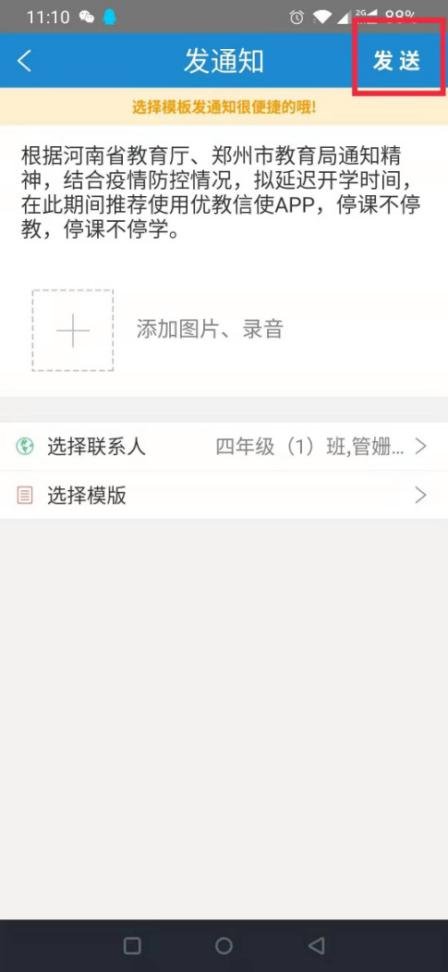 11:10 2G 88%
发通知 发送
选择模板发通知很便捷的哦!
根据河南省教育厅、郑州市教育局通知精
神，结合疫情防控情况，拟延迟开学时间，
在此期间推荐使用优教信使APP，停课不停
教，停课不停学。
添加图片、录音
选择联系人 四年级（1）班,管姗...
选择模版